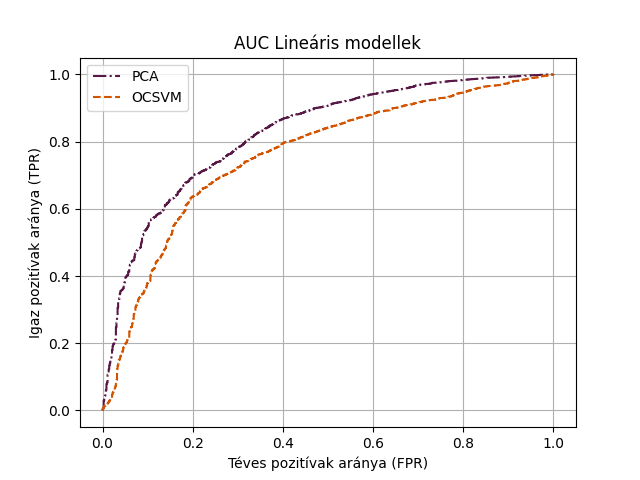 AUC Lineáris modellek
PCA
OCSVM
Igaz pozitívak aránya (TPR)
1.0
0.8
0.6
0.4
0.2
0.0
0.0 0.2 0.4 0.6 0.8 1.0
Téves pozitívak aránya (FPR)